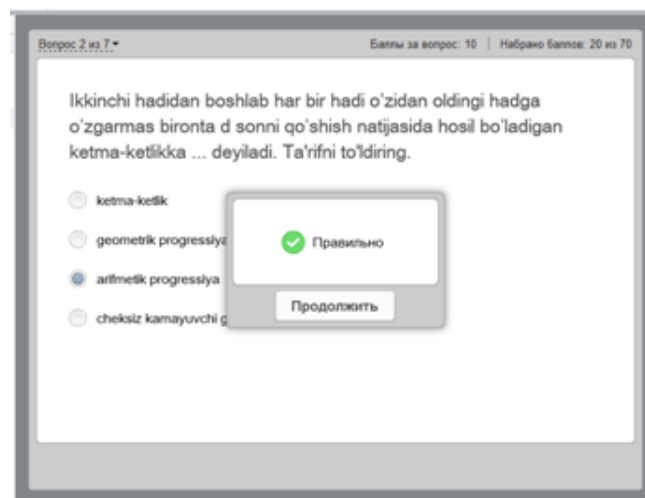 Вопрос 2 из 7
Баллы за вопрос: 10 | Набрано баллов: 20 из 70
Ikkinchi hadidan boshlab har bir hadi o'zidan oldingi hadga
o'zgarmas bironta d sonni qo'shish natijasida hosil bo'ladigan
ketma-ketlikka ... deyiladi. Ta'rifni to'ldiring.
ketma-ketlik
geometrik progressiya
arifmetik progressiya
cheksiz kamayuvchi g
Правильно
Продолжить